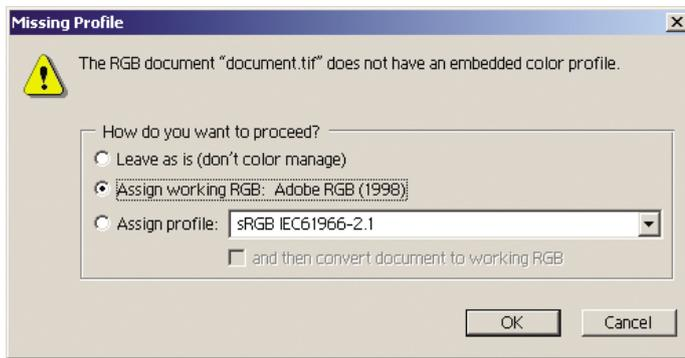 Missing Profile
The RGB document “document.tif” does not have an embedded color profile.
How do you want to proceed?
Leave as is (don’t color manage)
Assign working RGB: Adobe RGB (1998)
Assign profile: sRGB IEC61966-2.1
and then convert document to working RGB
OK Cancel